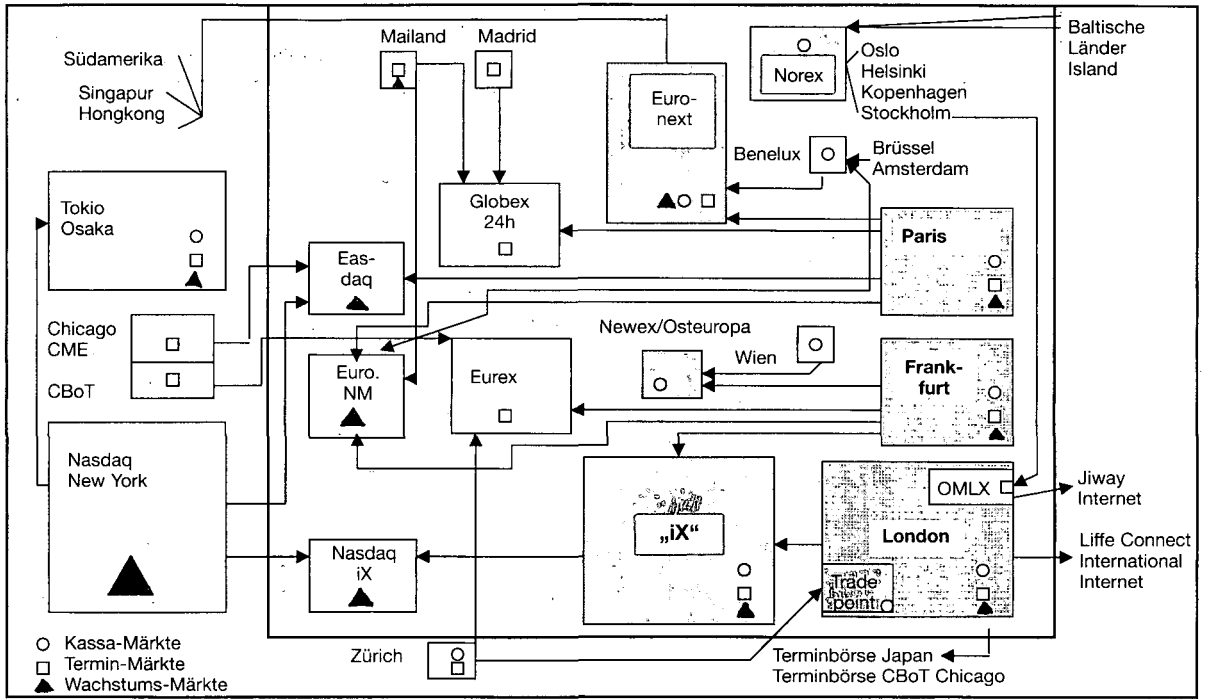 Südamerika
Singapur
Hongkong
Mailand
Madrid
Euro-
next
Norex
Oslo
Helsinki
Kopenhagen
Stockholm
Baltische
Länder
Island
Benelux
Brüssel
Amsterdam
Tokio
Osaka
Globex
24h
Paris
Eas-
daq
Chicago
CME
CBoT
Euro.
NM
Eurex
Newex/Osteuropa
Wien
Frank-
furt
Nasdaq
New York
Nasdaq
iX
„iX“
OMLX
London
Trade
point
Jiway
Internet
Liffe Connect
International
Internet
Zürich
Terminbörse Japan
Terminbörse CBoT Chicago
Kassa-Märkte
Termin-Märkte
Wachstums-Märkte